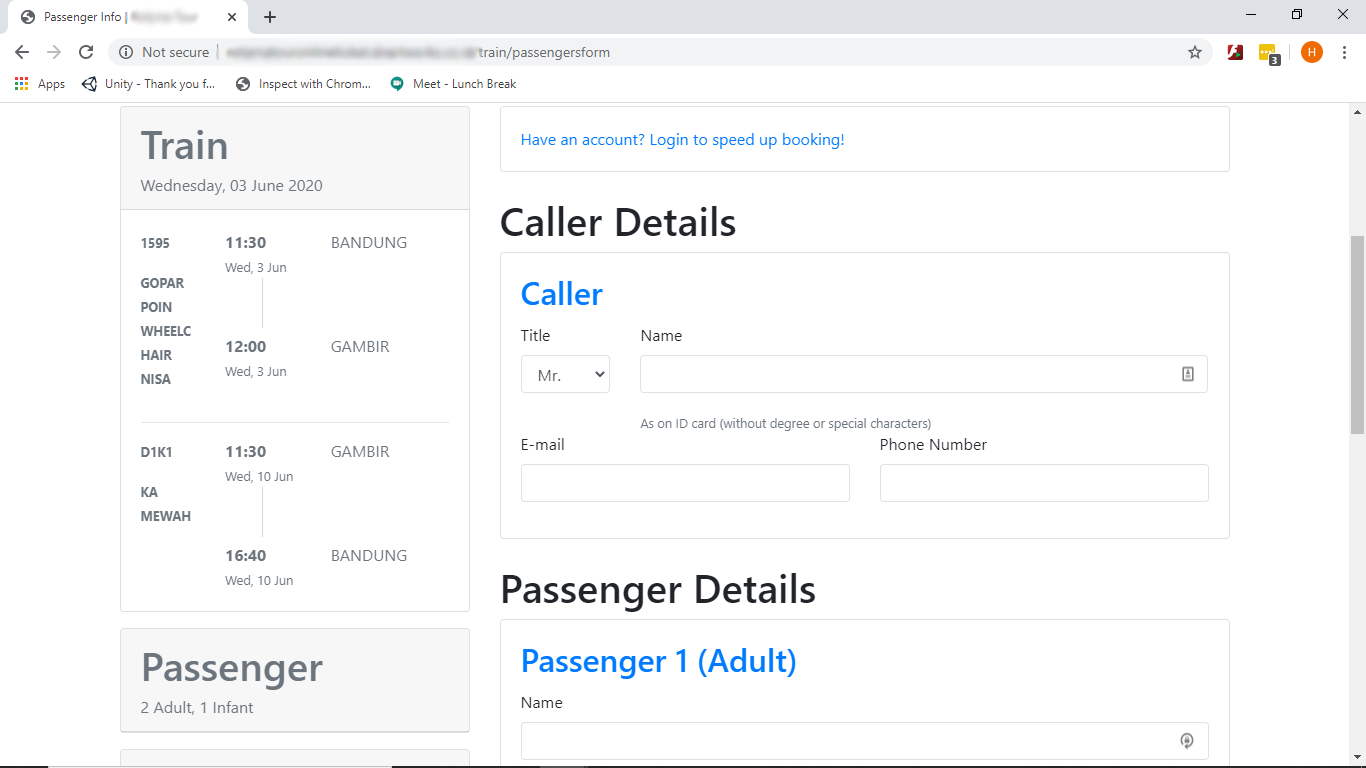 Passenger Info |
Not secure
train/passengersform
3
H
Apps
Unity - Thank you f...
Inspect with Chrom...
Meet - Lunch Break
Train
Wednesday, 03 June 2020
1595
11:30
BANDUNG
Wed, 3 Jun
GOPAR
POIN
WHEELC
HAIR
NISA
12:00
GAMBIR
Wed, 3 Jun
D1K1
11:30
GAMBIR
Wed, 10 Jun
KA
MEWAH
16:40
BANDUNG
Wed, 10 Jun
Passenger
2 Adult, 1 Infant
Have an account? Login to speed up booking!
Caller Details
Caller
Title
Name
Mr.
As on ID card (without degree or special characters)
E-mail
Phone Number
Passenger Details
Passenger 1 (Adult)
Name